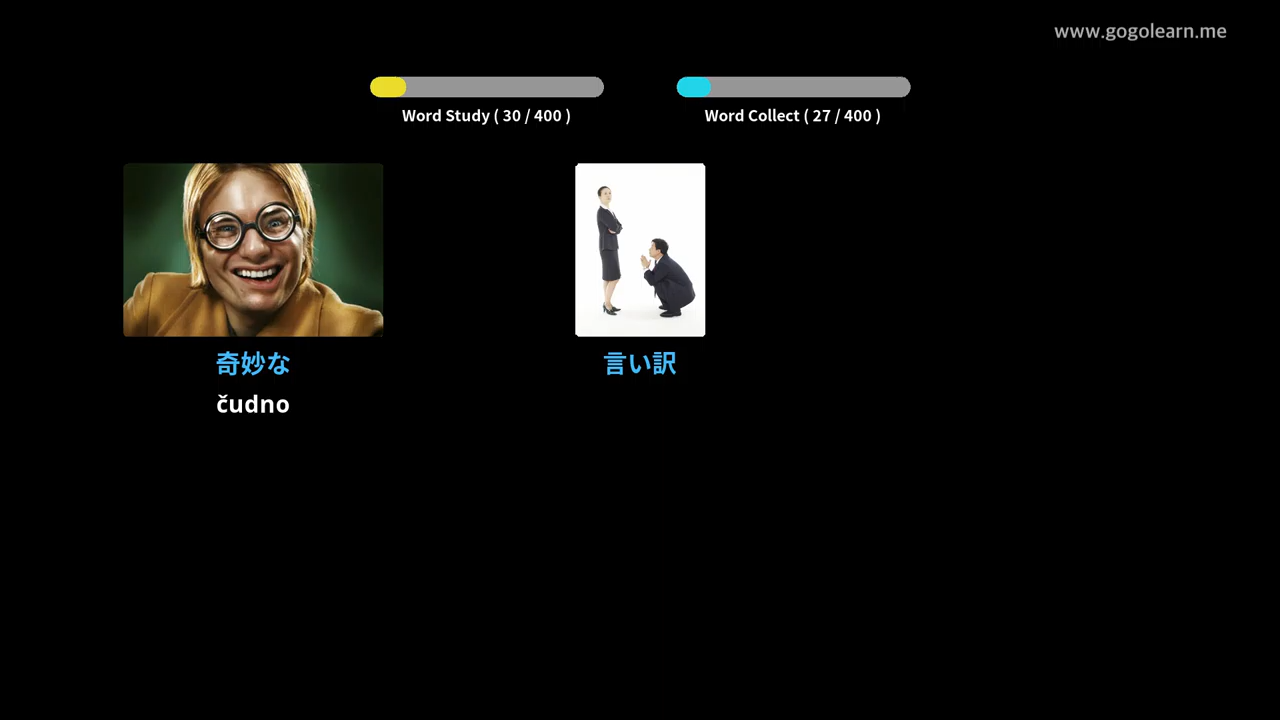 www.gogolearn.me
Word Study ( 30 / 400 )
Word Collect ( 27 / 400 )
奇妙な
言い訳
čudno